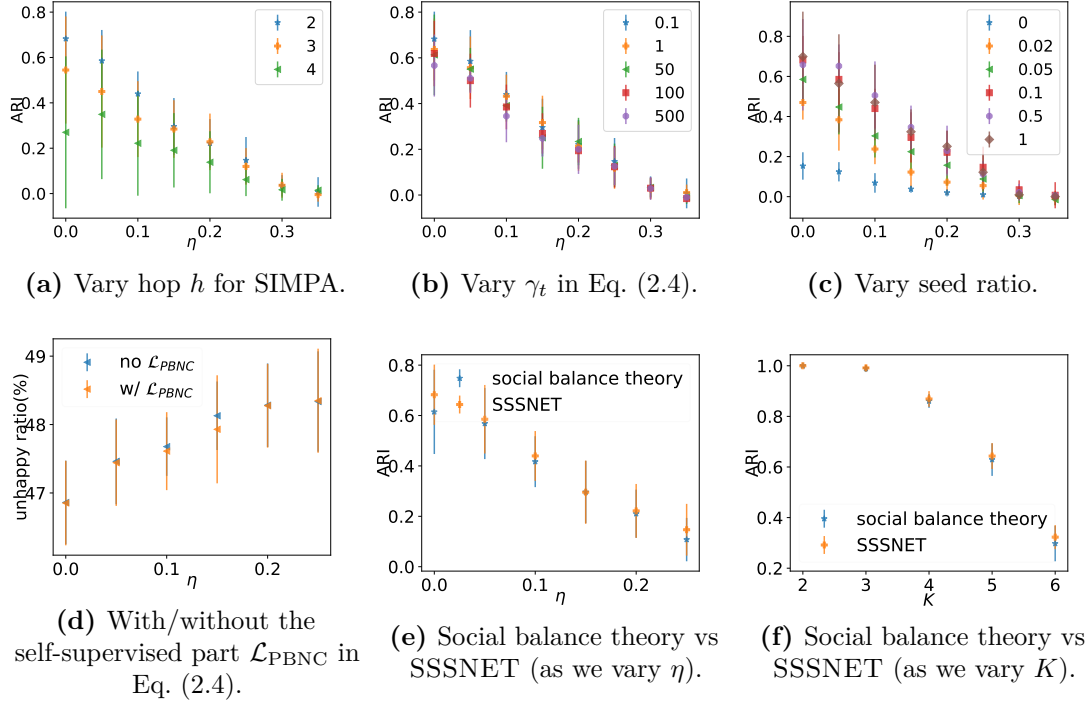 0.8
0.6
0.4
0.2
0.0
ARI
2
3
4
0.0 0.1 0.2 0.3
η
(a) Vary hop h for SIMPA.
0.8
0.6
0.4
0.2
0.0
ARI
0.1
1
50
100
500
0.0 0.1 0.2 0.3
η
(b) Vary γt in Eq. (2.4).
0.8
0.6
0.4
0.2
0.0
ARI
0
0.02
0.05
0.1
0.5
1
0.0 0.1 0.2 0.3
η
(c) Vary seed ratio.
49
48
47
unhappy ratio(%)
no ℒPBNC
w/ ℒPBNC
0.0 0.1 0.2
η
(d) With/without the
self-supervised part ℒPBNC in
Eq. (2.4).
0.8
0.6
0.4
0.2
0.0
ARI
social balance theory
SSSNET
0.0 0.1 0.2
η
(e) Social balance theory vs
SSSNET (as we vary η).
1.0
0.8
0.6
0.4
0.2
ARI
social balance theory
SSSNET
2 3 4 5 6
K
(f) Social balance theory vs
SSSNET (as we vary K).